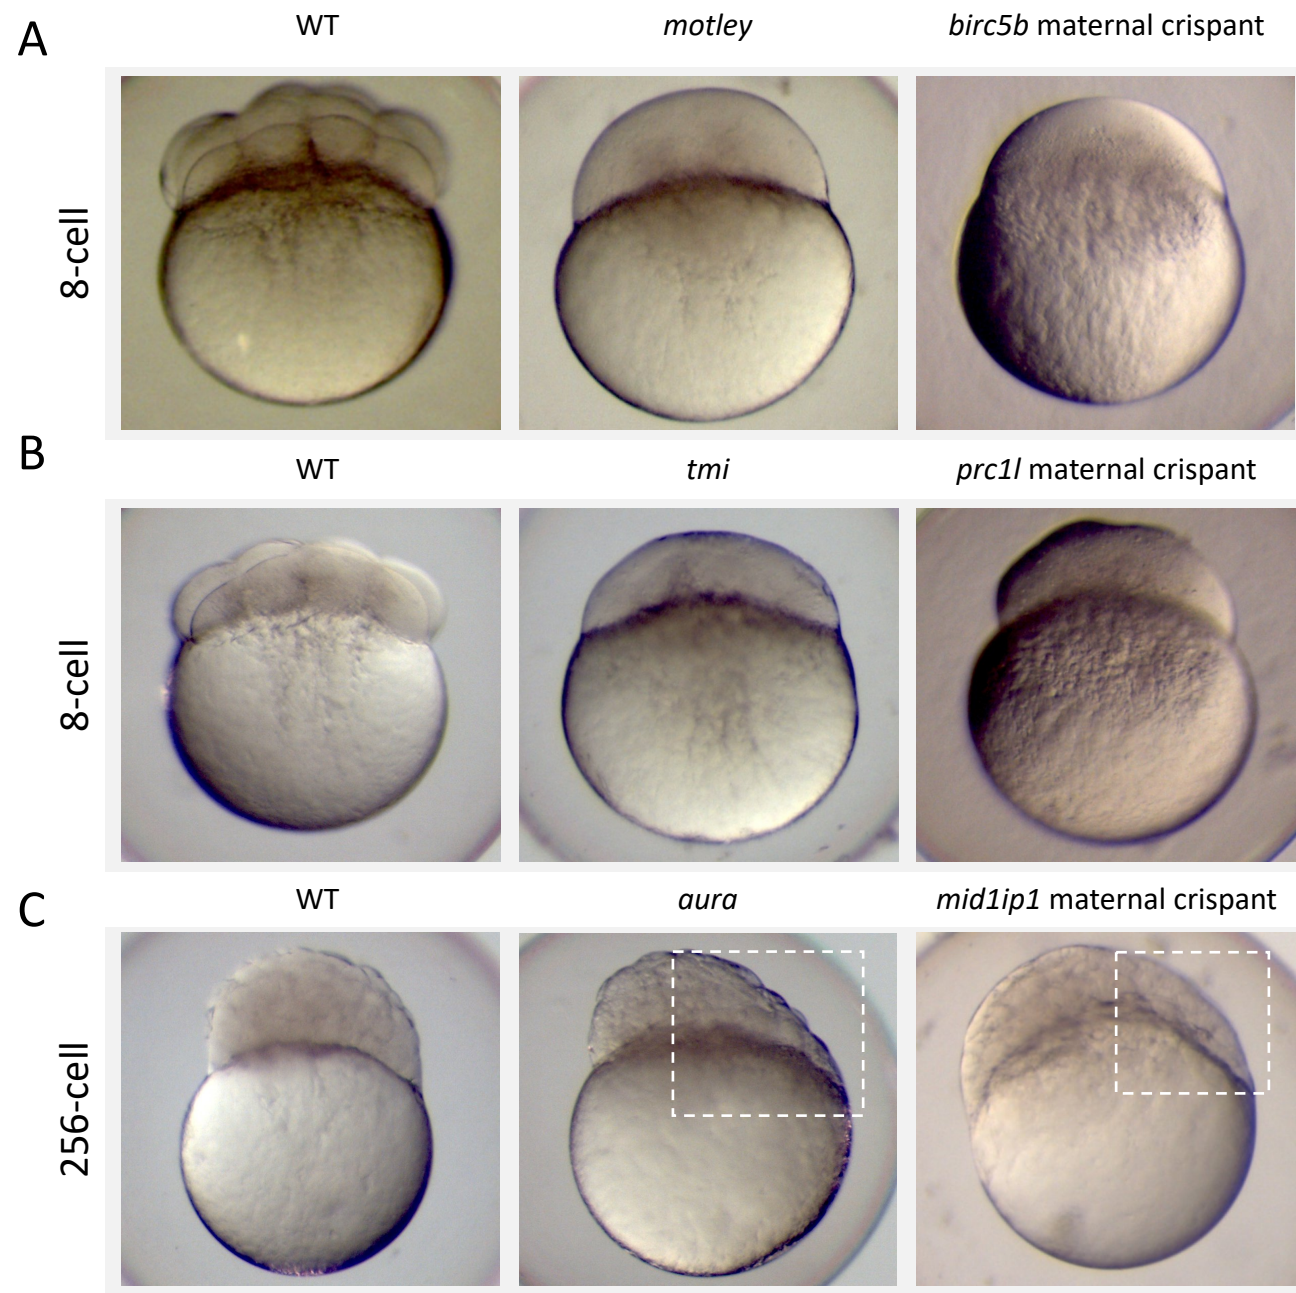 A
WT
motley
birc5b maternal crispant
8-cell
B
WT
tmi
prc1l maternal crispant
8-cell
C
WT
aura
mid1ip1 maternal crispant
256-cell